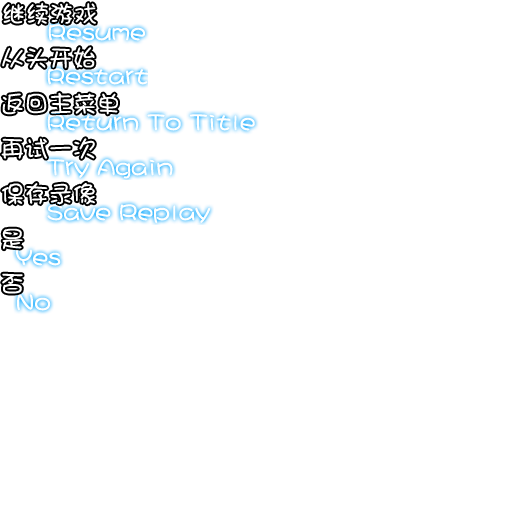 继续游戏
Resume
从头开始
Restart
返回主菜单
Return To Title
再试一次
Try Again
保存录像
Save Replay
是
Yes
否
No